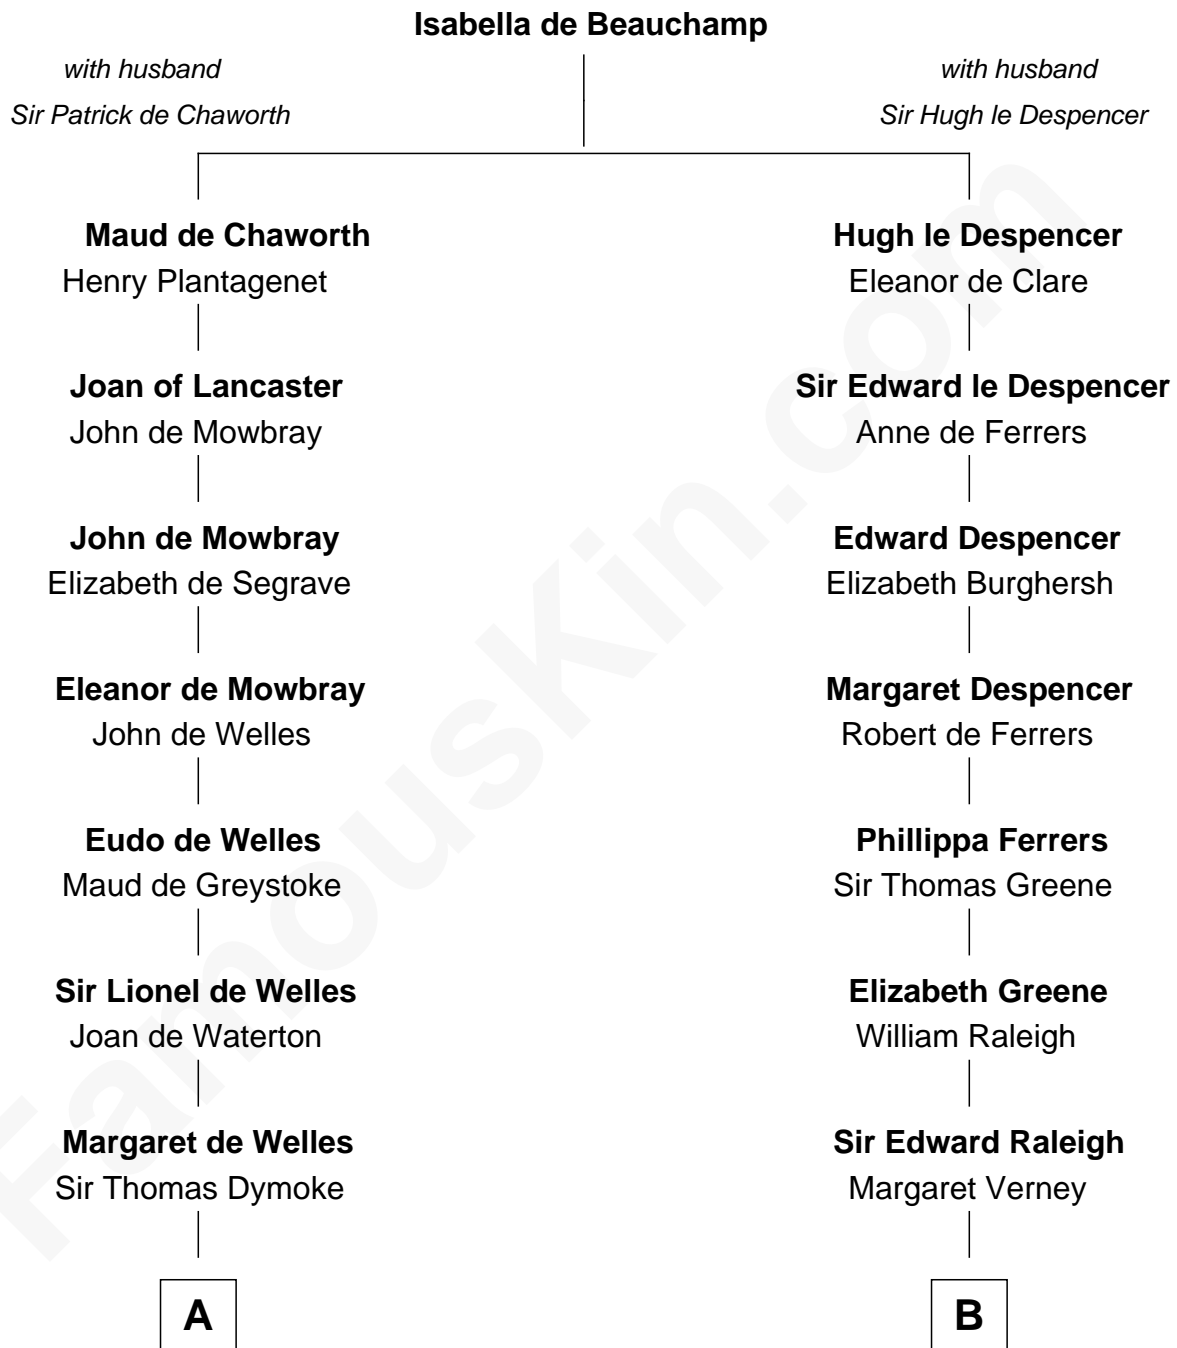 Isabella de Beauchamp
with husband
Sir Patrick de Chaworth
with husband
Sir Hugh le Despencer
Maud de Chaworth
Henry Plantagenet
Joan of Lancaster
John de Mowbray
John de Mowbray
Elizabeth de Segrave
Eleanor de Mowbray
John de Welles
Eudo de Welles
Maud de Greystoke
Sir Lionel de Welles
Joan de Waterton
Margaret de Welles
Sir Thomas Dymoke
A
Hugh le Despencer
Eleanor de Clare
Sir Edward le Despencer
Anne de Ferrers
Edward Despencer
Elizabeth Burghersh
Margaret Despencer
Robert de Ferrers
Phillippa Ferrers
Sir Thomas Greene
Elizabeth Greene
William Raleigh
Sir Edward Raleigh
Margaret Verney
B
FamousKin.com